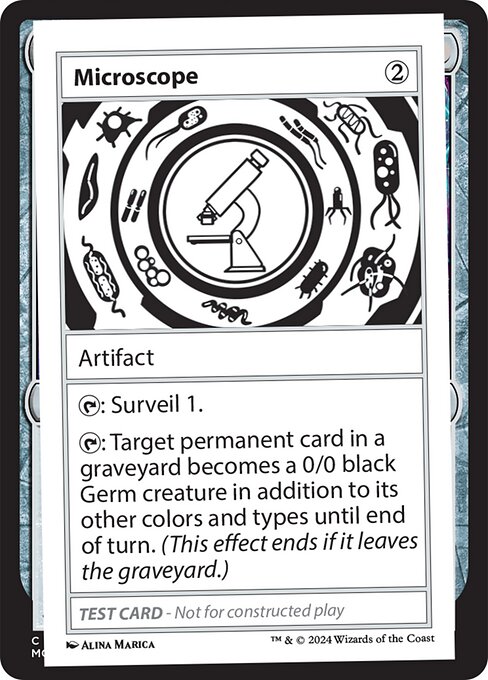 Microscope 2
Artifact
T: Surveil 1.
T: Target permanent card in a
graveyard becomes a 0/0 black
Germ creature in addition to its
other colors and types until end
of turn. (This effect ends if it leaves
the graveyard.)
TEST CARD - Not for constructed play
ALINA MARICA
™ & © 2024 Wizards of the Coast
C